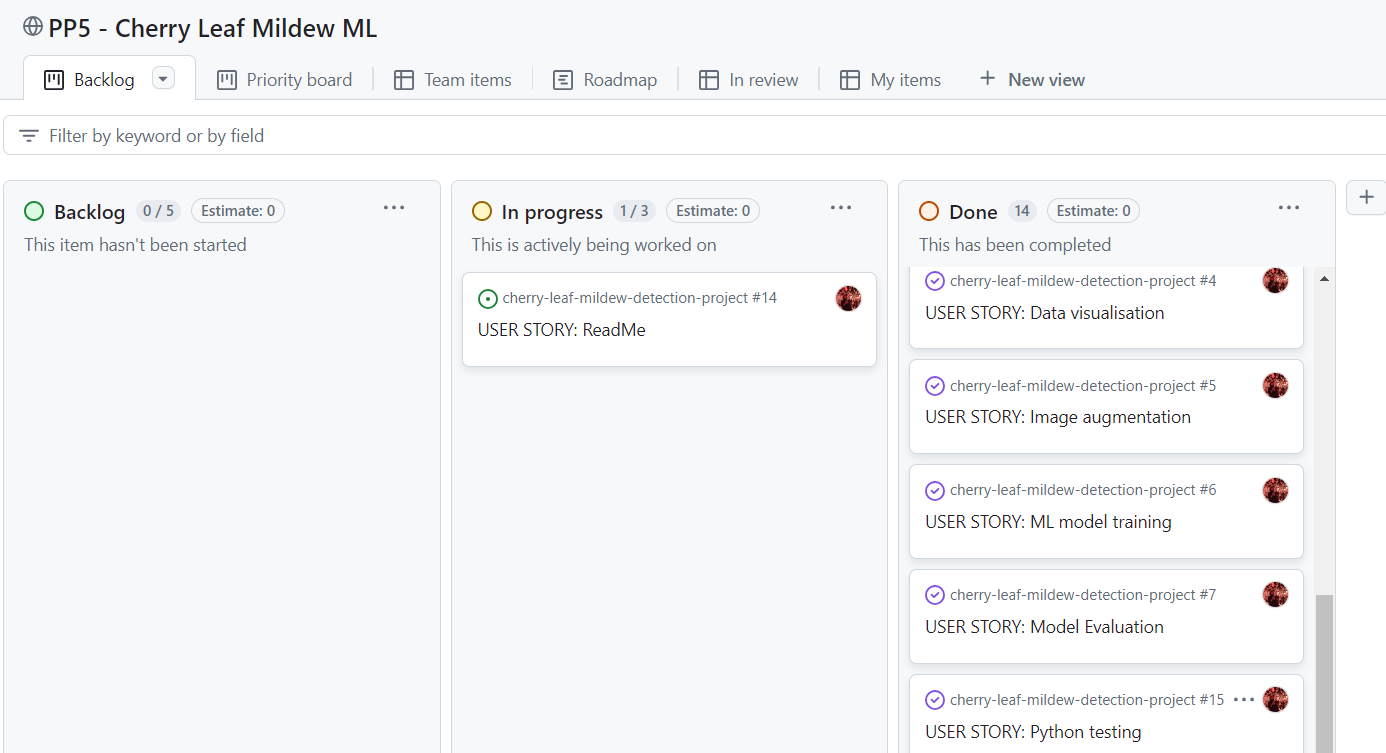 PP5 - Cherry Leaf Mildew ML
Backlog
Priority board
Team items
Roadmap
In review
My items
New view
Filter by keyword or by field
Backlog 0 / 5 Estimate: 0
This item hasn't been started
In progress 1 / 3 Estimate: 0
This is actively being worked on
cherry-leaf-mildew-detection-project #14
USER STORY: ReadMe
Done 14 Estimate: 0
This has been completed
cherry-leaf-mildew-detection-project #4
USER STORY: Data visualisation
cherry-leaf-mildew-detection-project #5
USER STORY: Image augmentation
cherry-leaf-mildew-detection-project #6
USER STORY: ML model training
cherry-leaf-mildew-detection-project #7
USER STORY: Model Evaluation
cherry-leaf-mildew-detection-project #15
USER STORY: Python testing